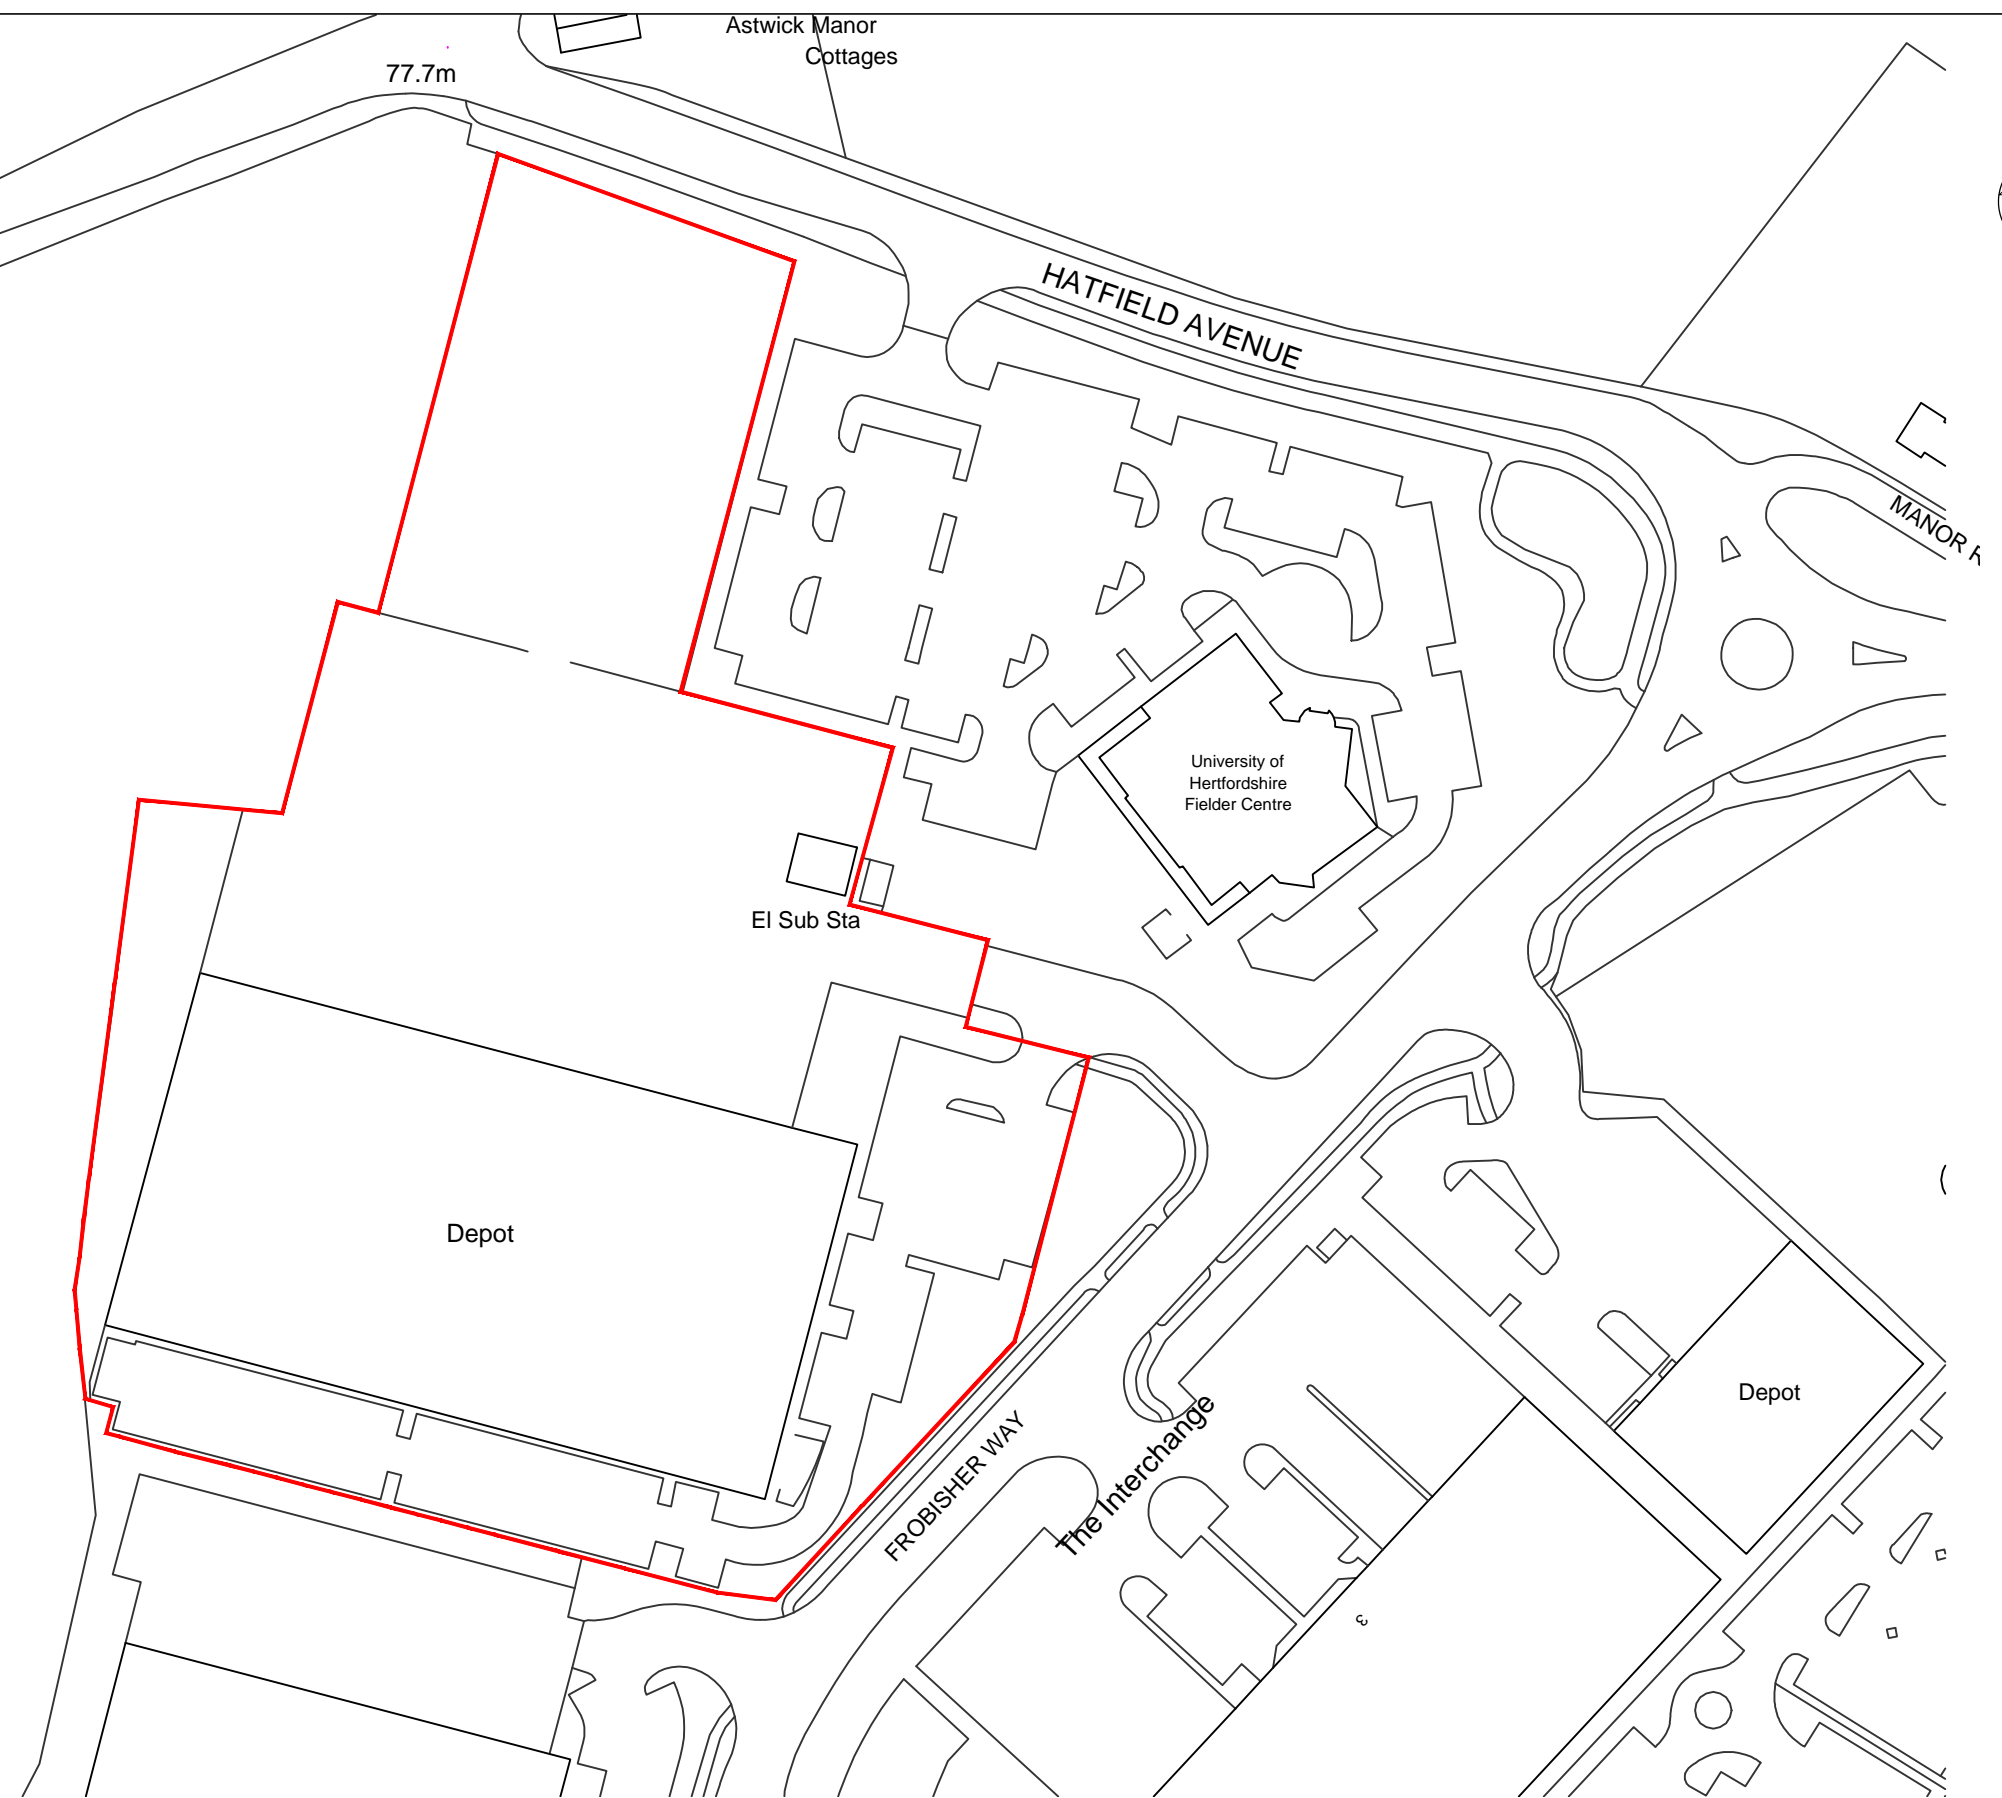 Astwick Manor
Cottages
77.7m
HATFIELD AVENUE
MANOR
University of
Hertfordshire
Fielder Centre
El Sub Sta
Depot
Depot
FROBISHER WAY
The Interchange
3